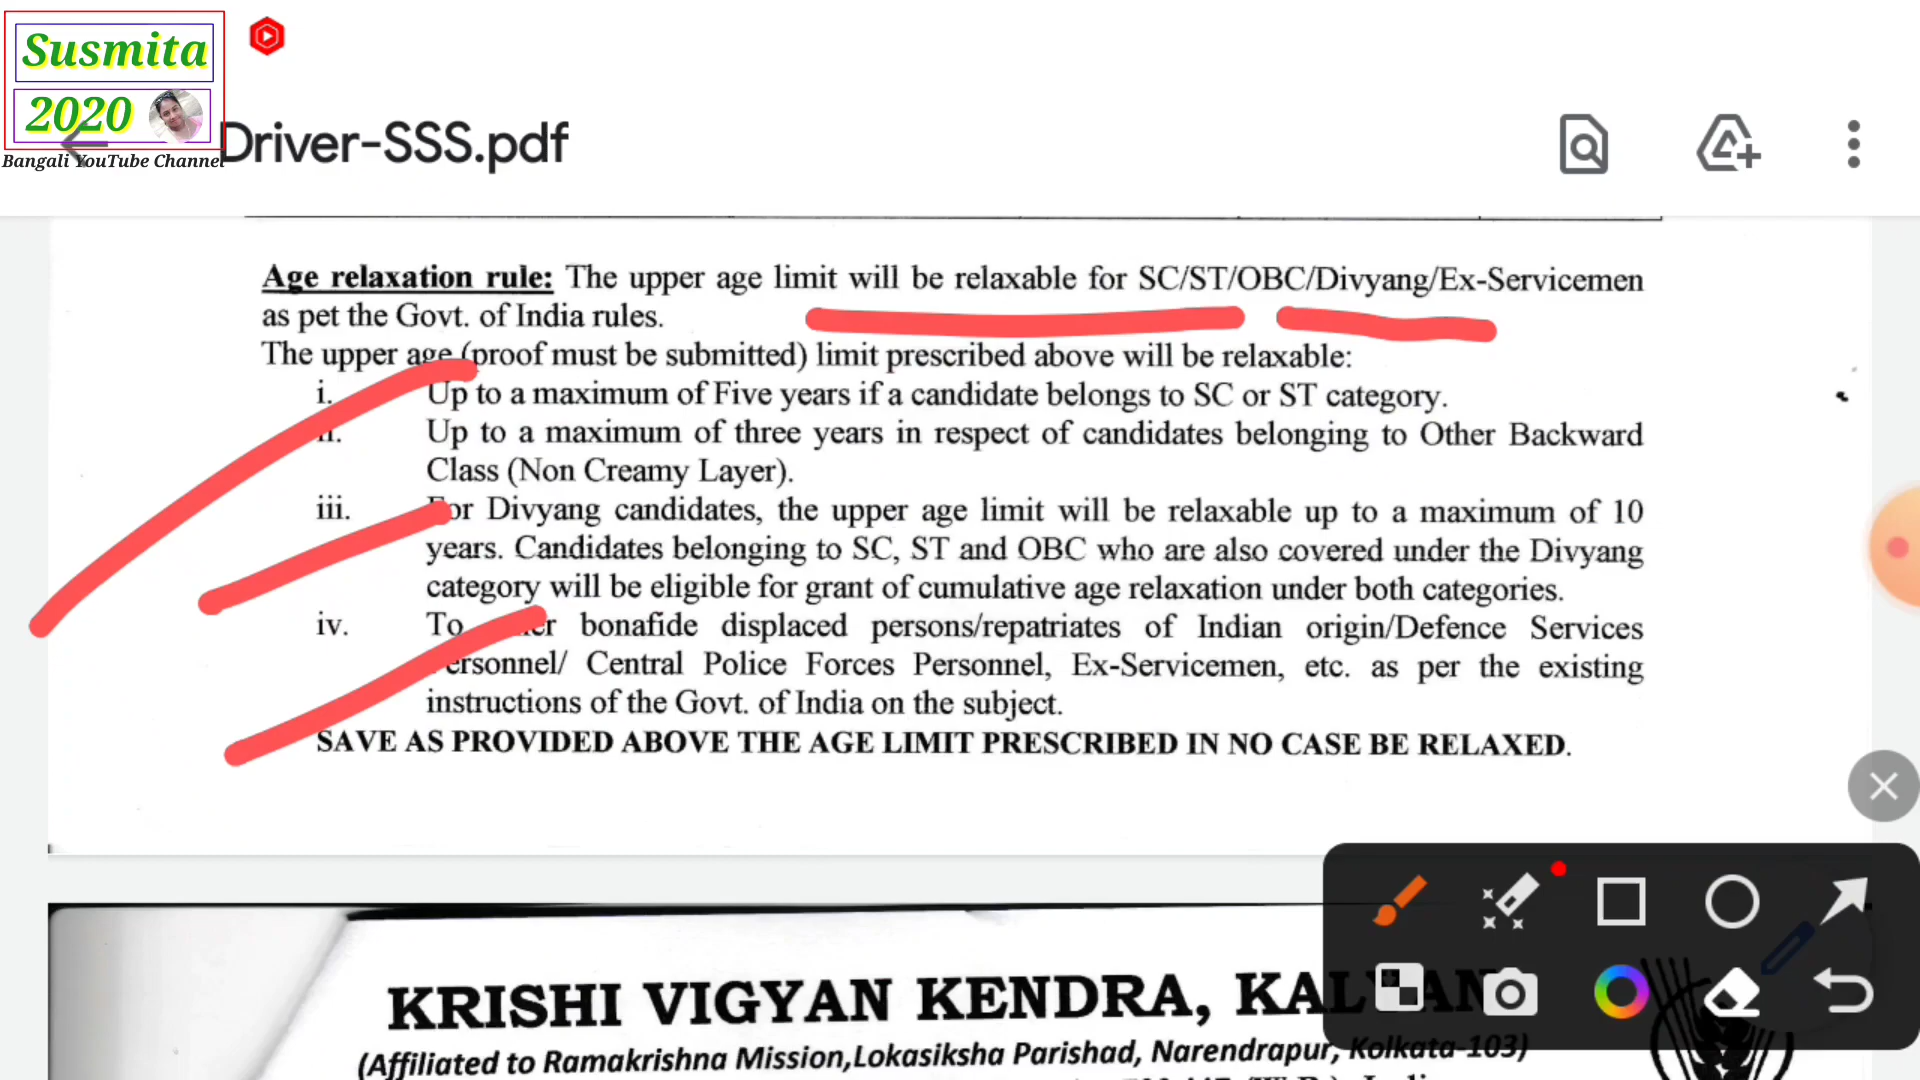 Susmita
2020
Bangali YouTube Channel
Driver-SSS.pdf
Age relaxation rule: The upper age limit will be relaxable for SC/ST/OBC/Divyang/Ex-Servicemen
as pet the Govt. of India rules.
The upper age (proof must be submitted) limit prescribed above will be relaxable:
i. Up to a maximum of Five years if a candidate belongs to SC or ST category.
ii. Up to a maximum of three years in respect of candidates belonging to Other Backward
Class (Non Creamy Layer).
iii. For Divyang candidates, the upper age limit will be relaxable up to a maximum of 10
years. Candidates belonging to SC, ST and OBC who are also covered under the Divyang
category will be eligible for grant of cumulative age relaxation under both categories.
iv. To bonafide displaced persons/repatriates of Indian origin/Defence Services
Personnel/ Central Police Forces Personnel, Ex-Servicemen, etc. as per the existing
instructions of the Govt. of India on the subject.
SAVE AS PROVIDED ABOVE THE AGE LIMIT PRESCRIBED IN NO CASE BE RELAXED.
KRISHI VIGYAN KENDRA, KALYAN
(Affiliated to Ramakrishna Mission,Lokasiksha Parishad, Narendrapur, Kolkata-103)